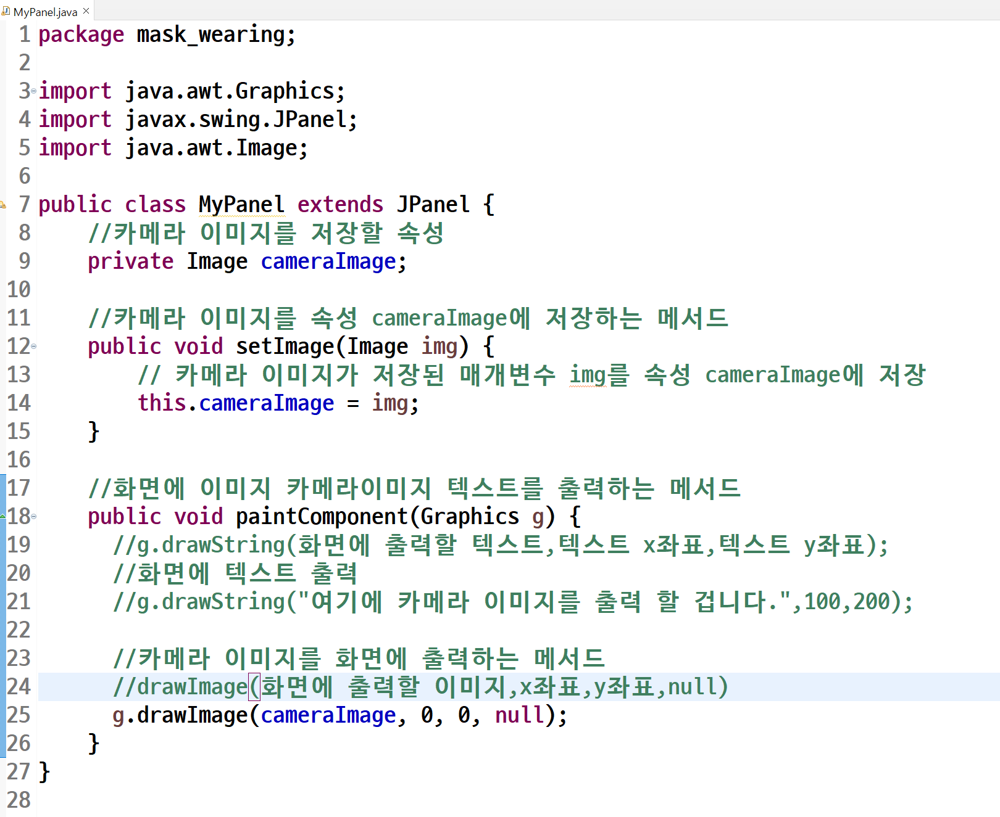 MyPanel.java
1 package mask_wearing;
2
3 import java.awt.Graphics;
4 import javax.swing.JPanel;
5 import java.awt.Image;
6
7 public class MyPanel extends JPanel {
8     //카메라 이미지를 저장할 속성
9     private Image cameraImage;
10
11     //카메라 이미지를 속성 cameraImage에 저장하는 메서드
12     public void setImage(Image img) {
13         // 카메라 이미지가 저장된 매개변수 img를 속성 cameraImage에 저장
14         this.cameraImage = img;
15     }
16
17     //화면에 이미지 카메라이미지 텍스트를 출력하는 메서드
18     public void paintComponent(Graphics g) {
19       //g.drawString(화면에 출력할 텍스트,텍스트 x좌표,텍스트 y좌표);
20       //화면에 텍스트 출력
21       //g.drawString("여기에 카메라 이미지를 출력 할 겁니다.",100,200);
22
23       //카메라 이미지를 화면에 출력하는 메서드
24       //drawImage(화면에 출력할 이미지,x좌표,y좌표,null)
25       g.drawImage(cameraImage, 0, 0, null);
26     }
27 }
28